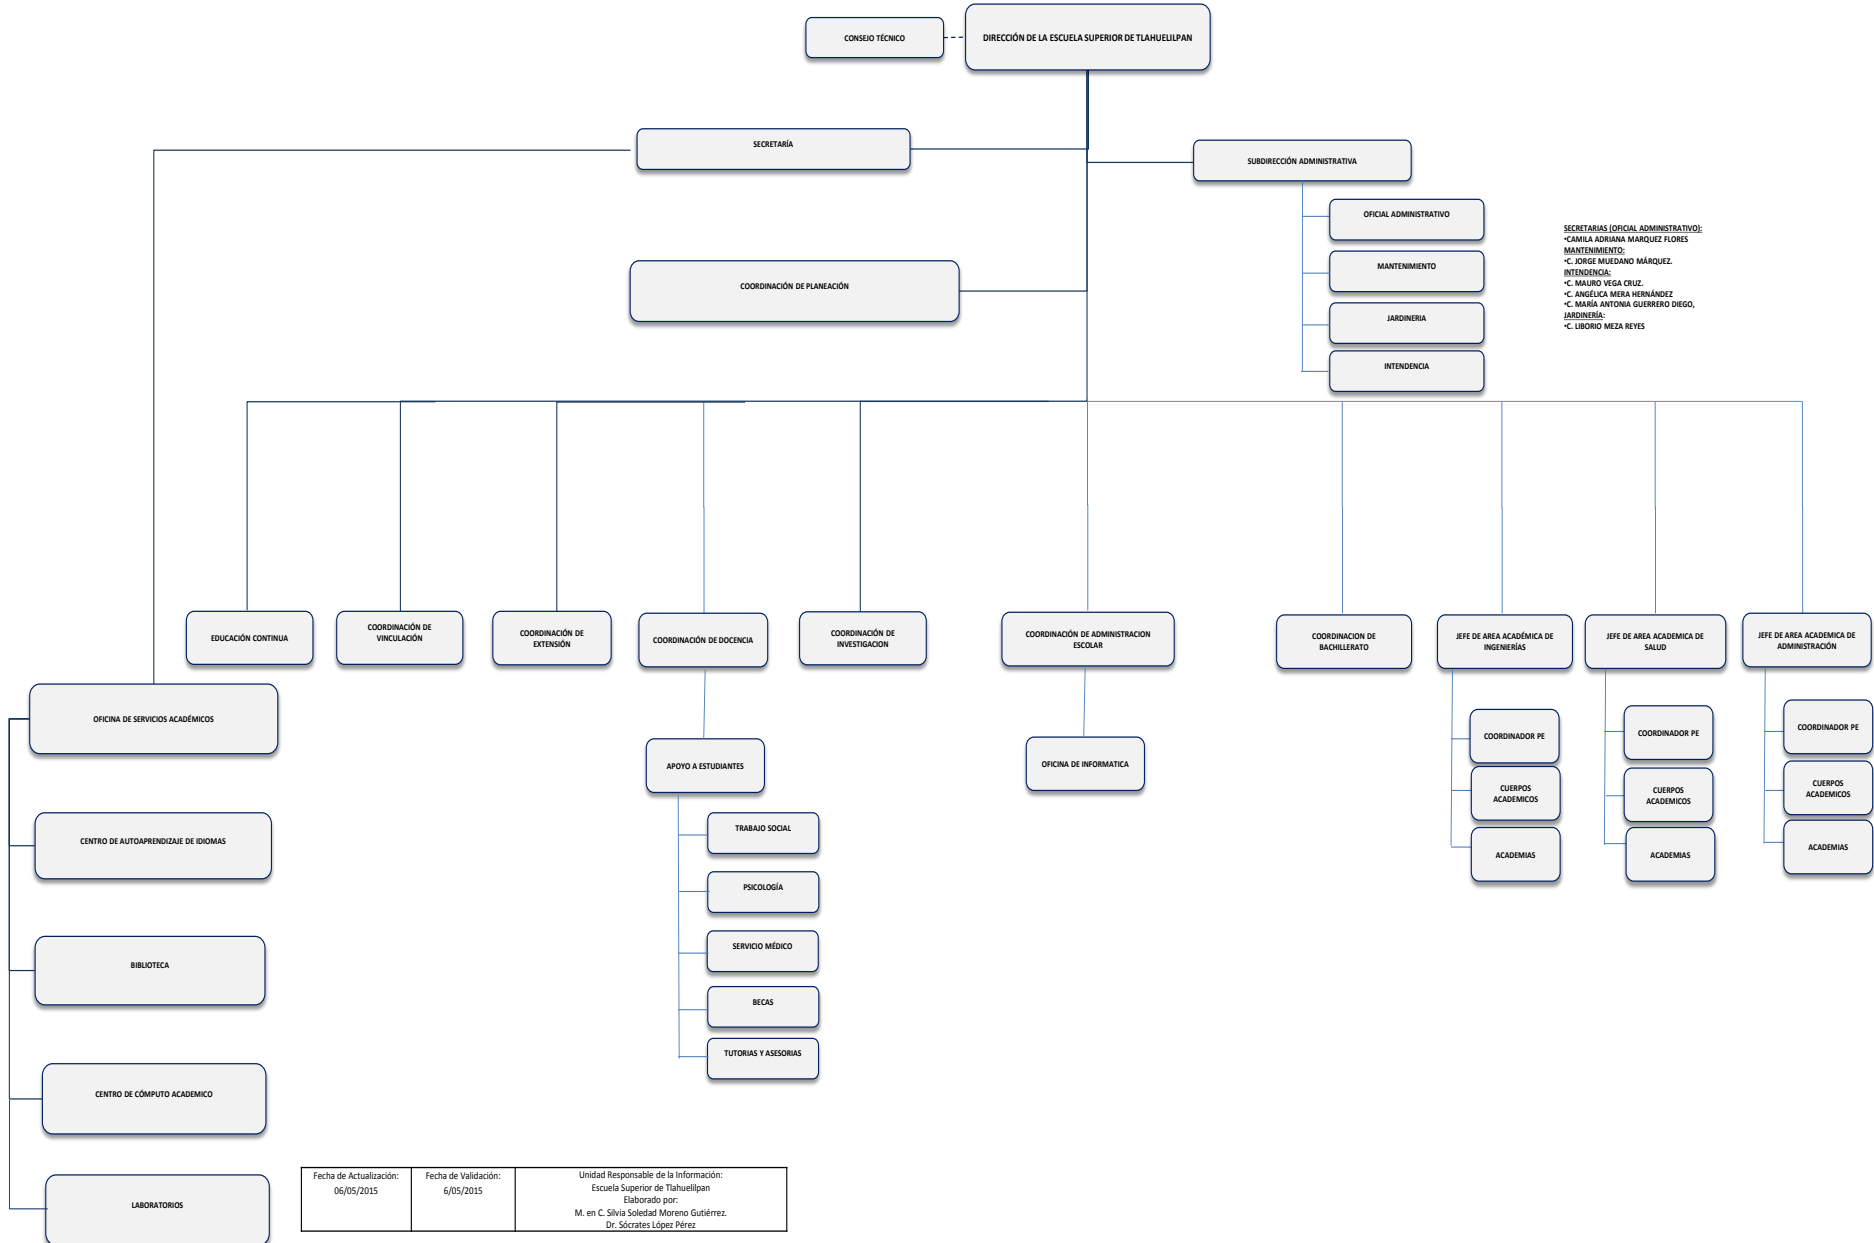 CONSEJO TÉCNICO
DIRECCIÓN DE LA ESCUELA SUPERIOR DE TLAHUELILPAN
SECRETARÍA
SUBDIRECCIÓN ADMINISTRATIVA
OFICIAL ADMINISTRATIVO
MANTENIMIENTO
JARDINERIA
INTENDENCIA
SECRETARIAS (OFICIAL ADMINISTRATIVO):
•CAMILA ADRIANA MARQUEZ FLORES
MANTENIMIENTO:
•C. JORGE MUEDANO MÁRQUEZ.
INTENDENCIA:
•C. MAURO VEGA CRUZ.
•C. ANGÉLICA MERA HERNÁNDEZ
•C. MARÍA ANTONIA GUERRERO DIEGO,
JARDINERÍA:
•C. LIBORIO MEZA REYES
COORDINACIÓN DE PLANEACIÓN
EDUCACIÓN CONTINUA
COORDINACIÓN DE
VINCULACIÓN
COORDINACIÓN DE
EXTENSIÓN
COORDINACIÓN DE DOCENCIA
COORDINACIÓN DE
INVESTIGACION
COORDINACIÓN DE ADMINISTRACION
ESCOLAR
COORDINACION DE
BACHILLERATO
JEFE DE AREA ACADÉMICA DE
INGENIERÍAS
JEFE DE AREA ACADEMICA DE
SALUD
JEFE DE AREA ACADEMICA DE
ADMINISTRACIÓN
OFICINA DE SERVICIOS ACADÉMICOS
CENTRO DE AUTOAPRENDIZAJE DE IDIOMAS
BIBLIOTECA
CENTRO DE CÓMPUTO ACADEMICO
LABORATORIOS
APOYO A ESTUDIANTES
TRABAJO SOCIAL
PSICOLOGÍA
SERVICIO MÉDICO
BECAS
TUTORIAS Y ASESORIAS
OFICINA DE INFORMATICA
COORDINADOR PE
CUERPOS
ACADEMICOS
ACADEMIAS
COORDINADOR PE
CUERPOS
ACADEMICOS
ACADEMIAS
COORDINADOR PE
CUERPOS
ACADEMICOS
ACADEMIAS
Fecha de Actualización:
06/05/2015
Fecha de Validación:
6/05/2015
Unidad Responsable de la Información:
Escuela Superior de Tlahuelilpan
Elaborado por:
M. en C. Silvia Soledad Moreno Gutiérrez.
Dr. Sócrates López Pérez